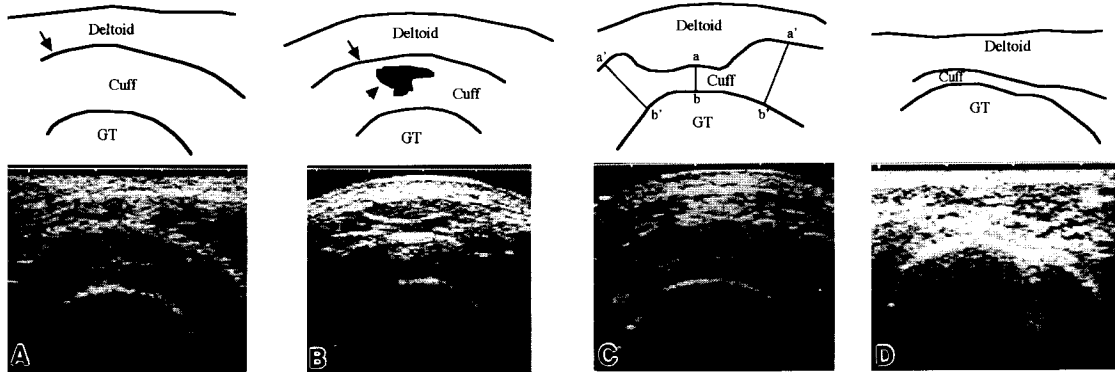 Deltoid
Cuff
GT
A
Deltoid
Cuff
GT
B
Deltoid
a' a a'
Cuff
b
b' b'
GT
C
Deltoid
Cuff
GT
D